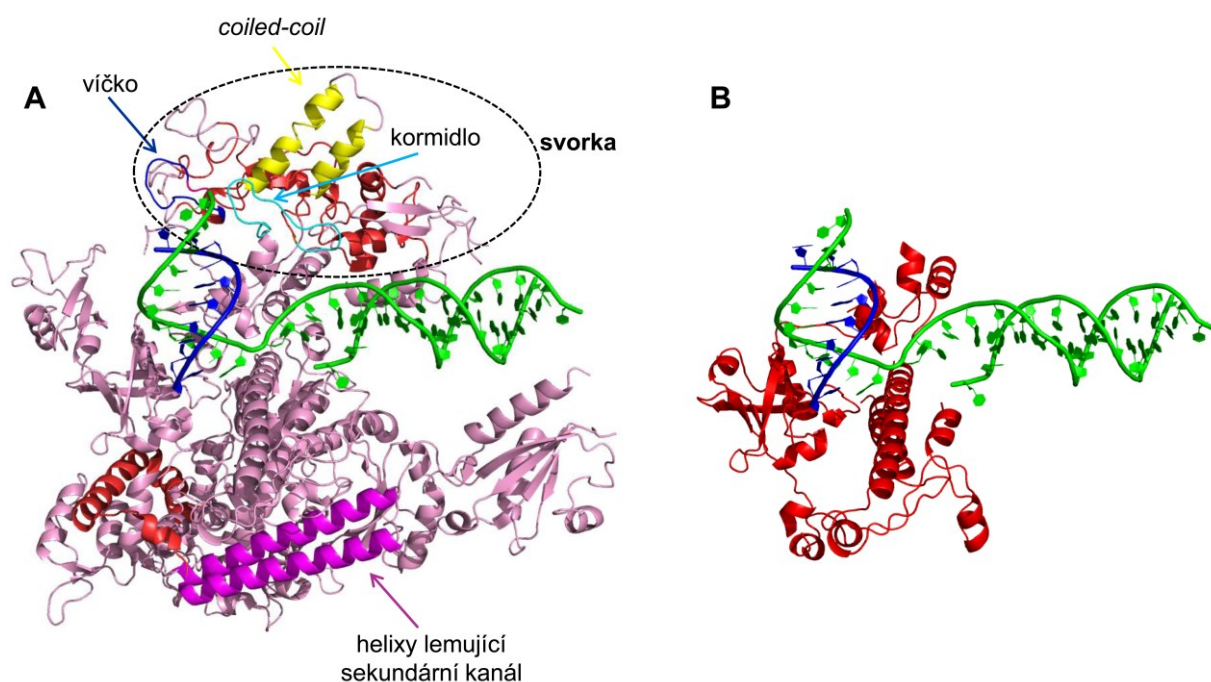 coiled-coil
víčko
A
kormidlo
svorka
B
helixy lemující
sekundární kanál